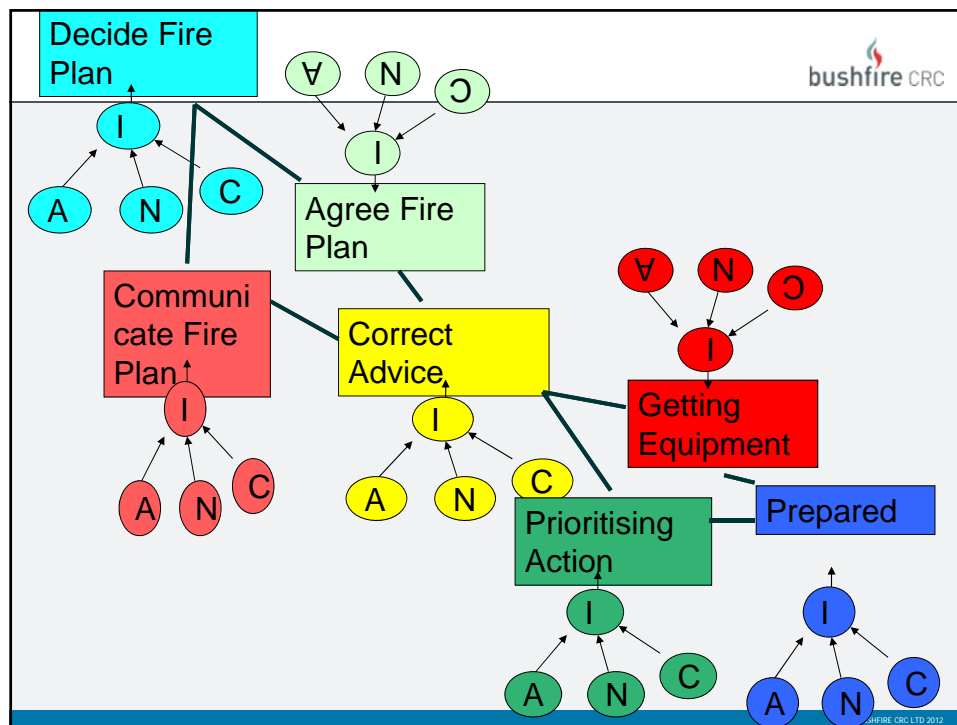 Decide Fire
Plan
bushfire CRC
A
N
C
I
I
A
N
C
Agree Fire
Plan
A
N
C
I
Communi
cate Fire
Plan
Correct
Advice
Getting
Equipment
I
I
A
N
C
A
N
C
Prioritising
Action
Prepared
I
I
A
N
C
A
N
C
SHFIRE CRC LTD 2012